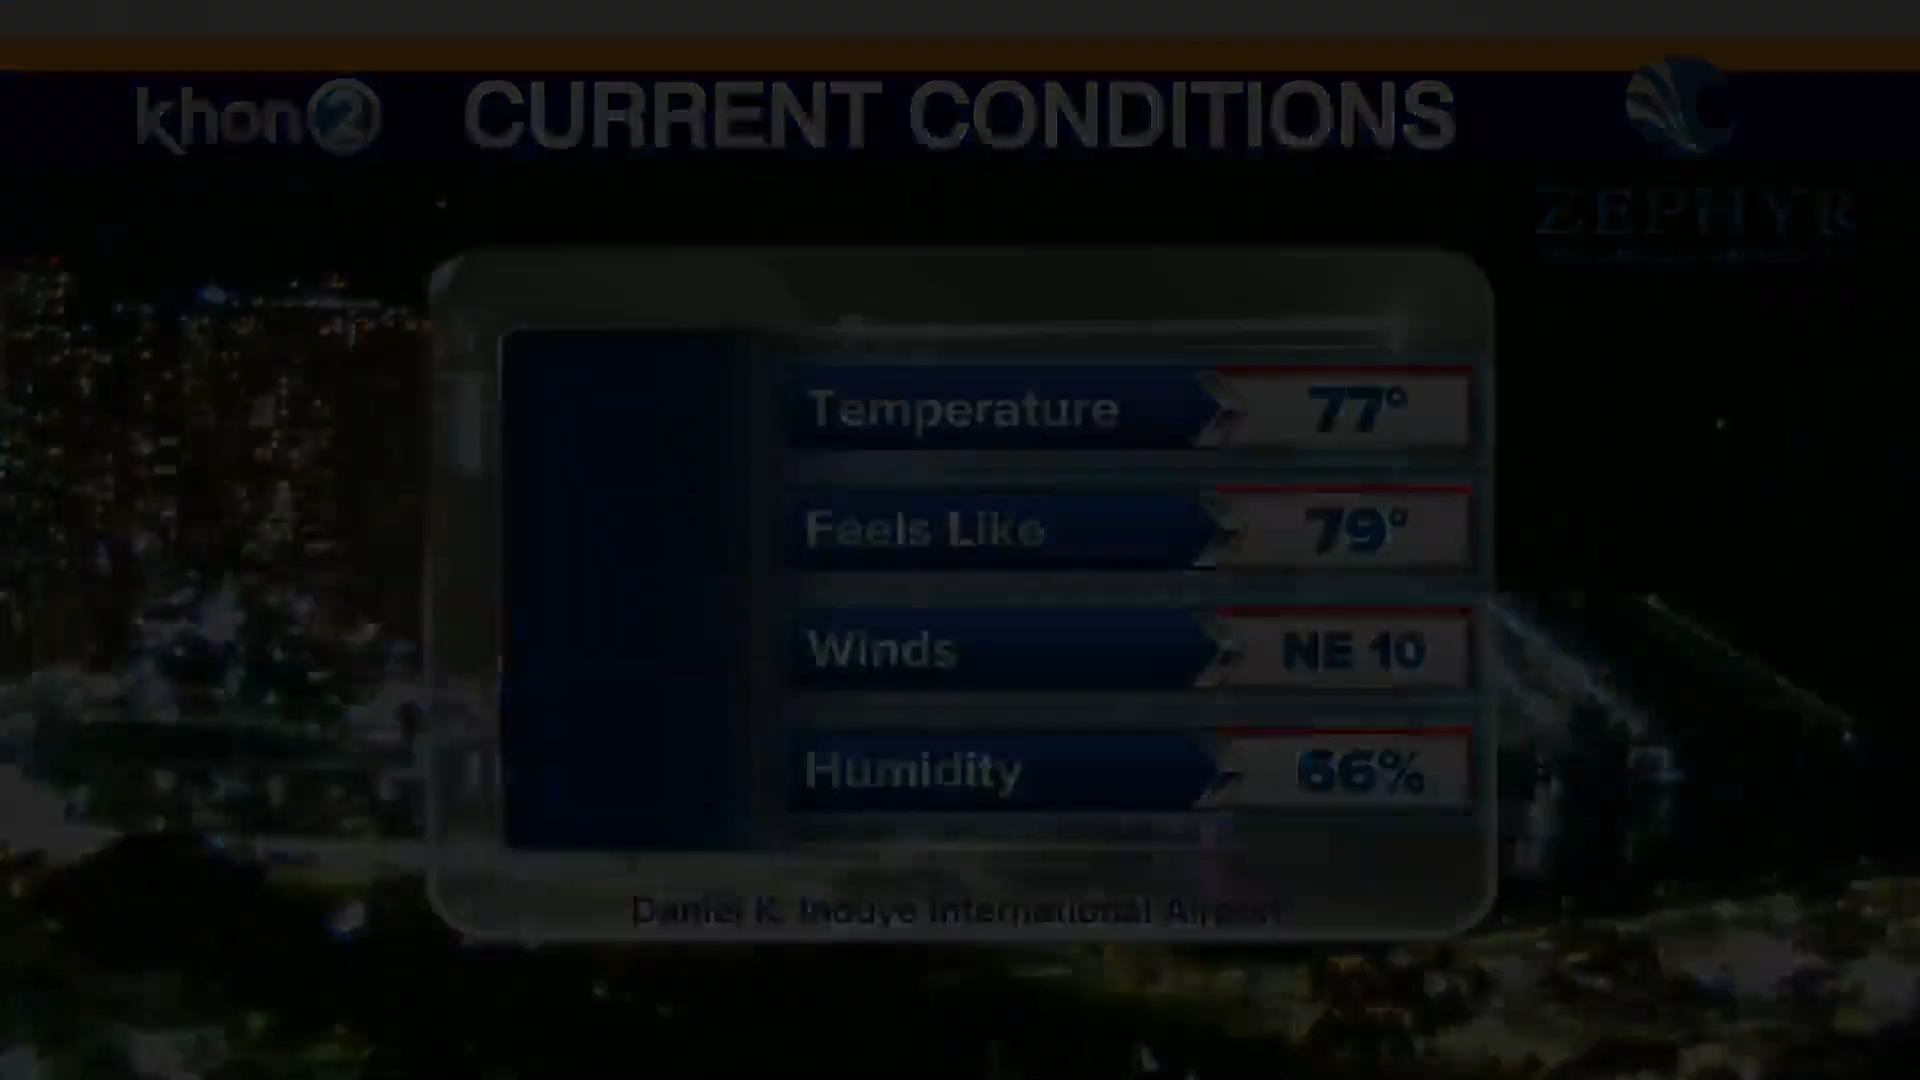 khon2
CURRENT CONDITIONS
ZEPHYR
Temperature 77°
Feels Like 79°
Winds NE 10
Humidity 66%
Daniel K. Inouye International Airport